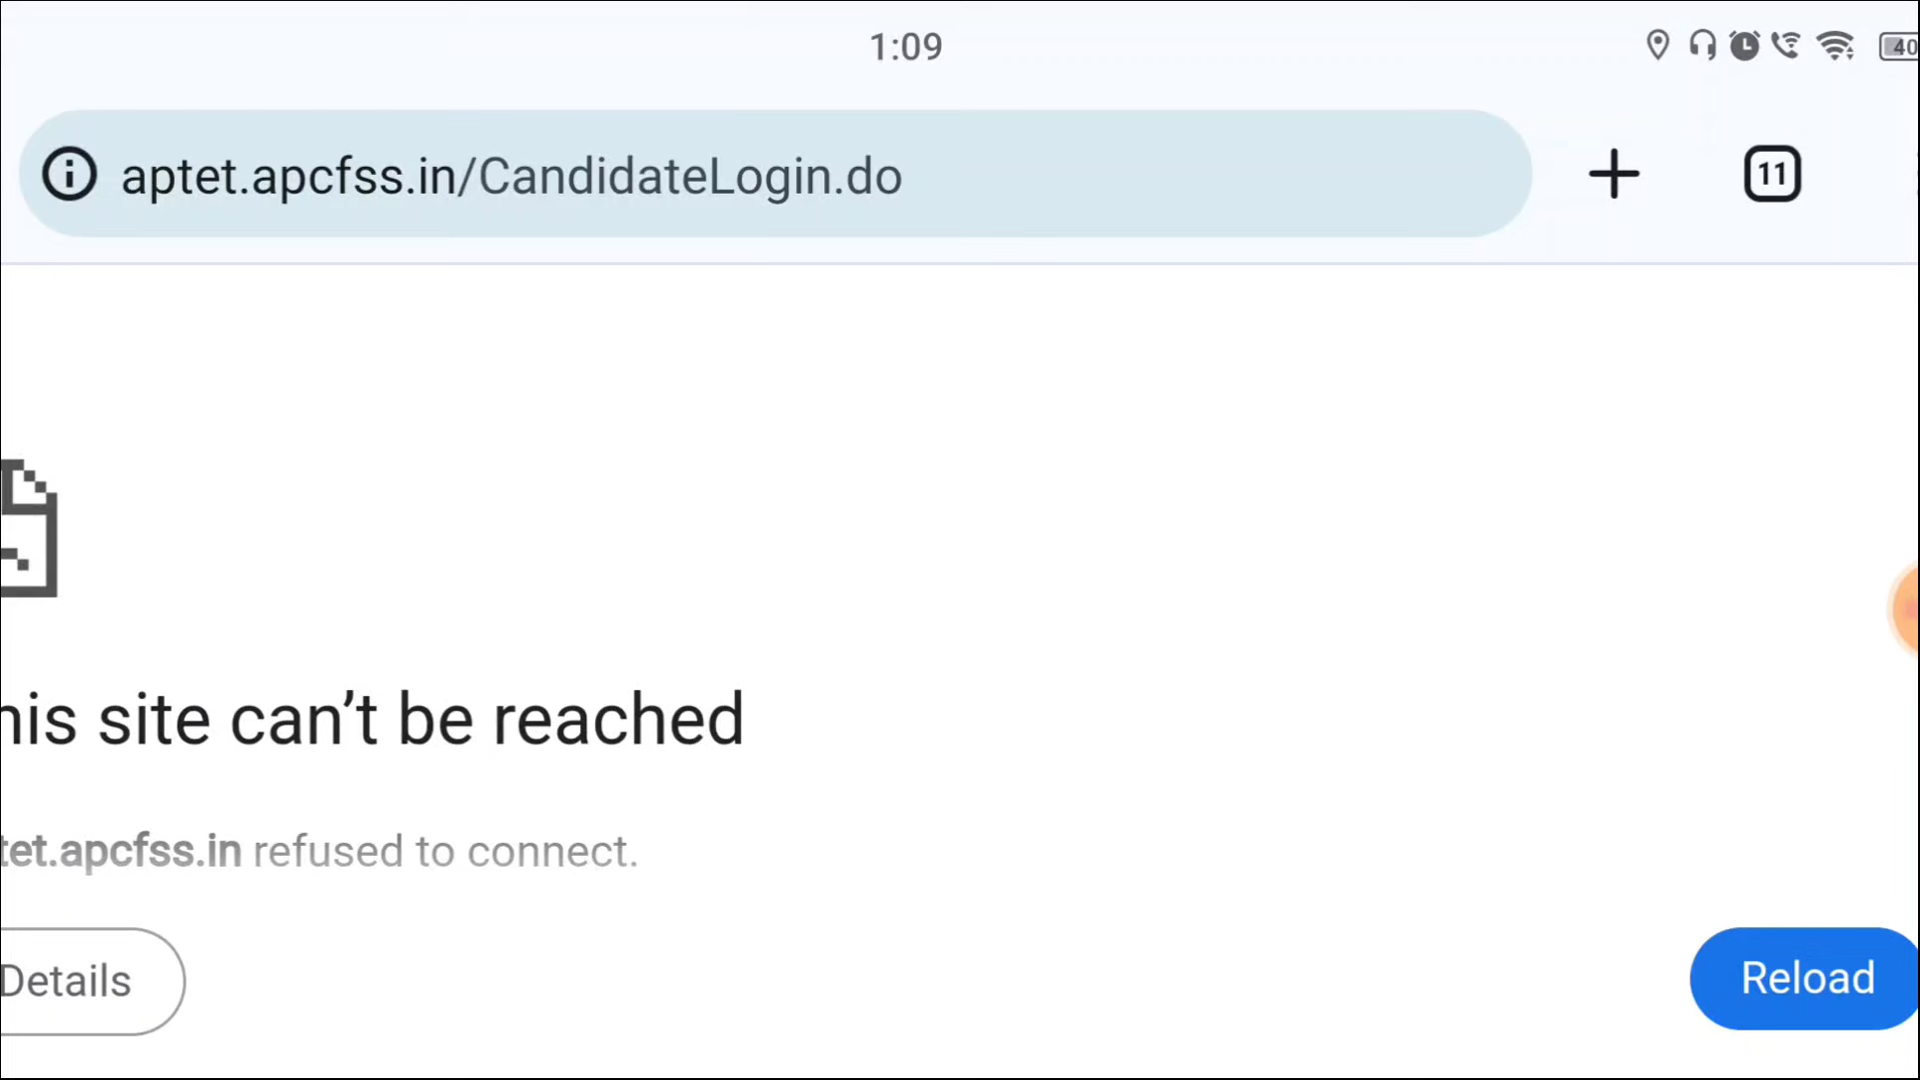 1:09
40
aptet.apcfss.in/CandidateLogin.do
11
his site can’t be reached
tet.apcfss.in refused to connect.
Details
Reload